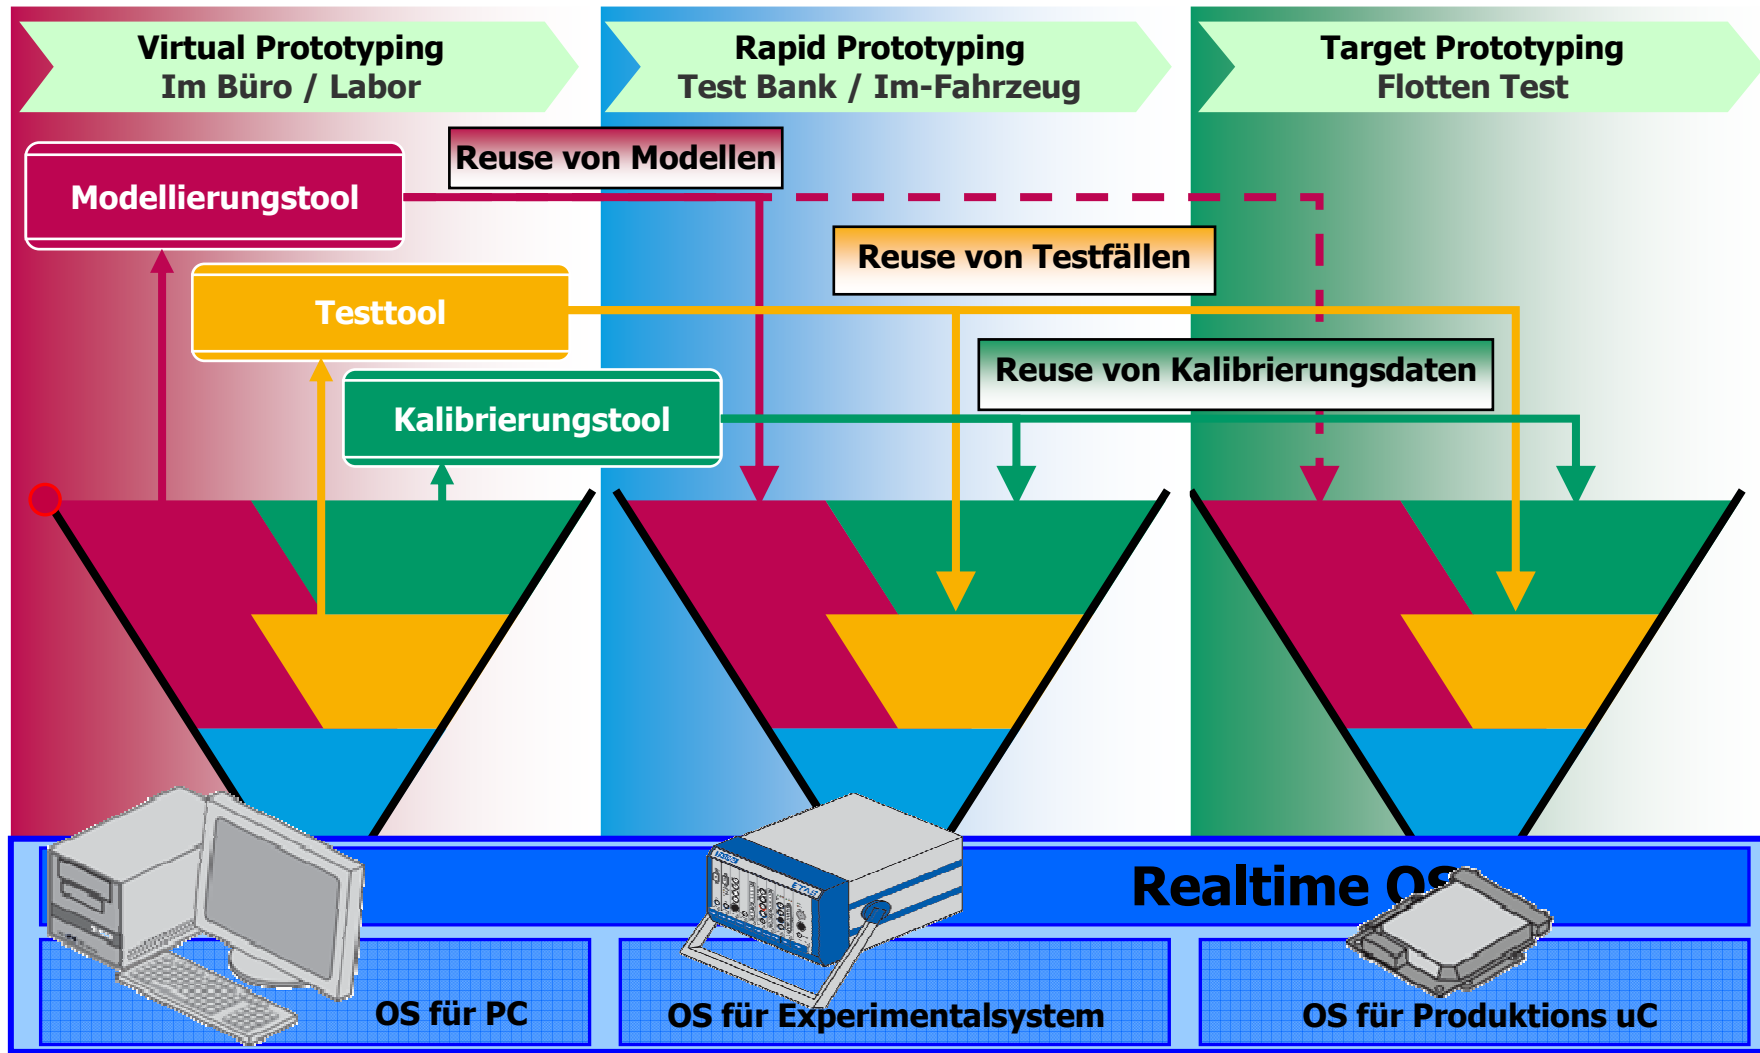 Virtual Prototyping
Im Büro / Labor
Rapid Prototyping
Test Bank / Im-Fahrzeug
Target Prototyping
Flotten Test
Reuse von Modellen
Modellierungstool
Reuse von Testfällen
Testtool
Reuse von Kalibrierungsdaten
Kalibrierungstool
Realtime OS
ETAS
OS für PC
OS für Experimentalsystem
OS für Produktions uC